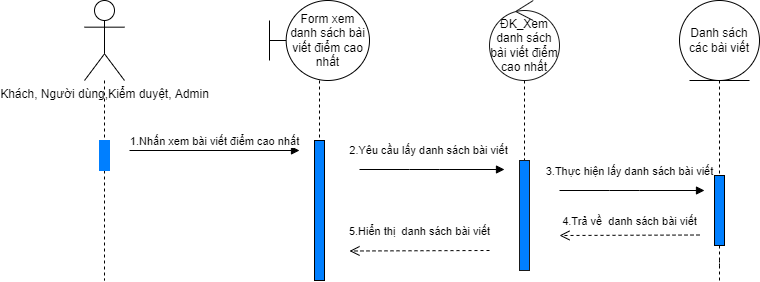 Form xem
danh sách bài
viết điểm cao
nhất
ĐK_Xem
danh sách
bài viết điểm
cao nhất
Danh sách
các bài viết
Khách, Người dùng,Kiểm duyệt, Admin
1.Nhấn xem bài viết điểm cao nhất
2.Yêu cầu lấy danh sách bài viết
3.Thực hiện lấy danh sách bài viết
4.Trả về danh sách bài viết
5.Hiển thị danh sách bài viết